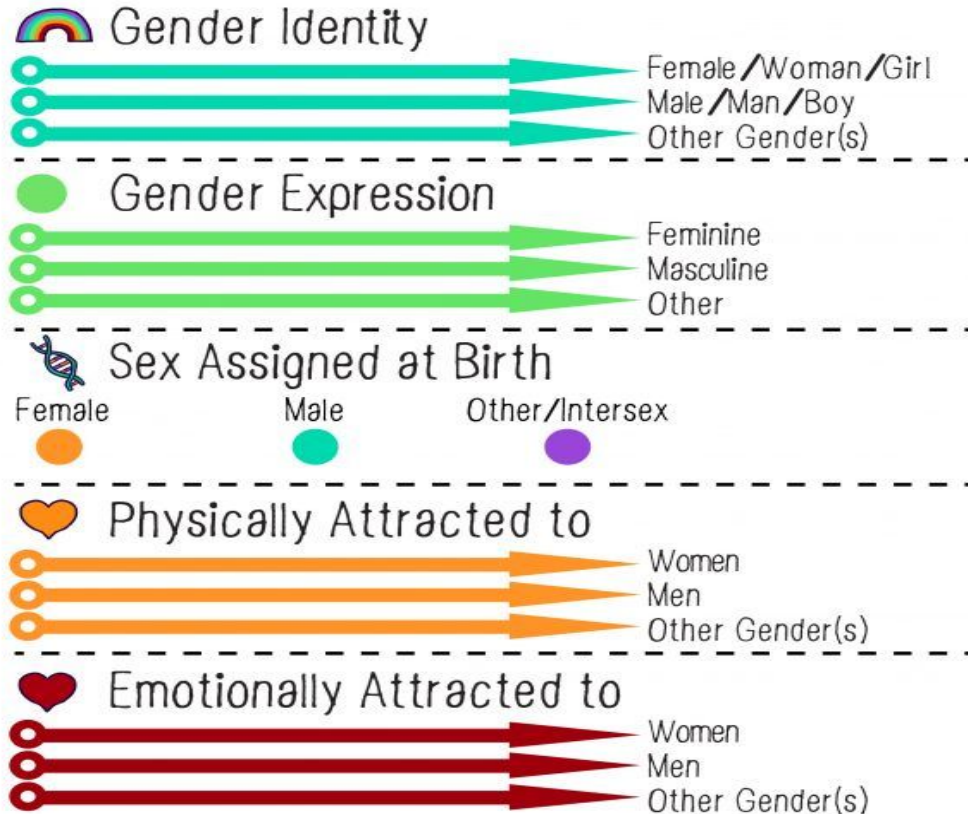 Gender Identity
Female/Woman/Girl
Male/Man/Boy
Other Gender(s)
Gender Expression
Feminine
Masculine
Other
Sex Assigned at Birth
Female Male Other/Intersex
Physically Attracted to
Women
Men
Other Gender(s)
Emotionally Attracted to
Women
Men
Other Gender(s)